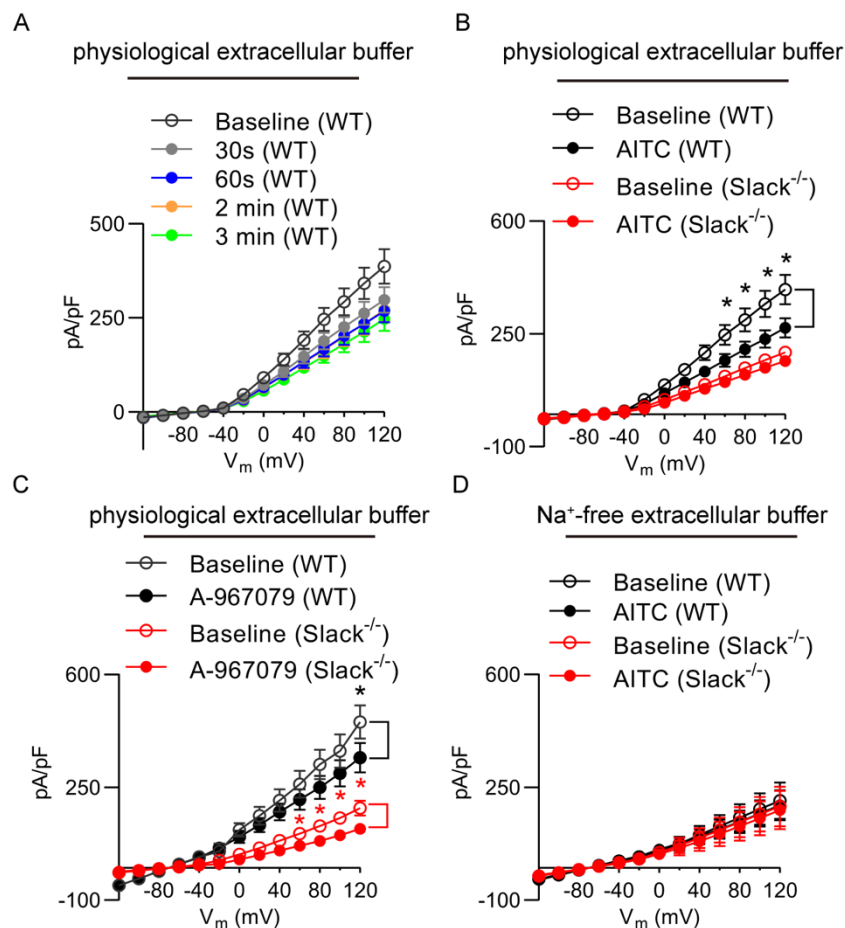 A
physiological extracellular buffer
Baseline (WT)
30s (WT)
60s (WT)
2 min (WT)
3 min (WT)
500
250
0
pA/pF
-80 -40 0 40 80 120
Vm (mV)
B
physiological extracellular buffer
Baseline (WT)
AITC (WT)
Baseline (Slack-/-)
AITC (Slack-/-)
600
250
-100
pA/pF
* * * *
-80 -40 0 40 80 120
Vm (mV)
C
physiological extracellular buffer
Baseline (WT)
A-967079 (WT)
Baseline (Slack-/-)
A-967079 (Slack-/-)
600
250
-100
pA/pF
*
* * * *
-80 -40 0 40 80 120
Vm (mV)
D
Na+-free extracellular buffer
Baseline (WT)
AITC (WT)
Baseline (Slack-/-)
AITC (Slack-/-)
600
250
-100
pA/pF
-80 -40 0 40 80 120
Vm (mV)